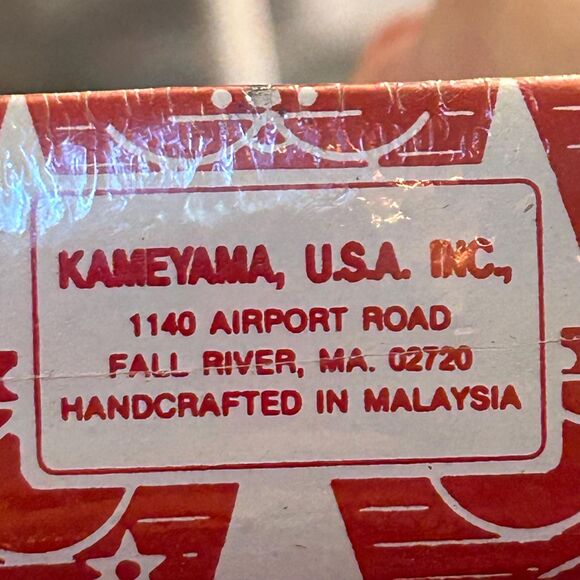 KAMEYAMA, U.S.A. INC.,
1140 AIRPORT ROAD
FALL RIVER, MA. 02720
HANDCRAFTED IN MALAYSIA